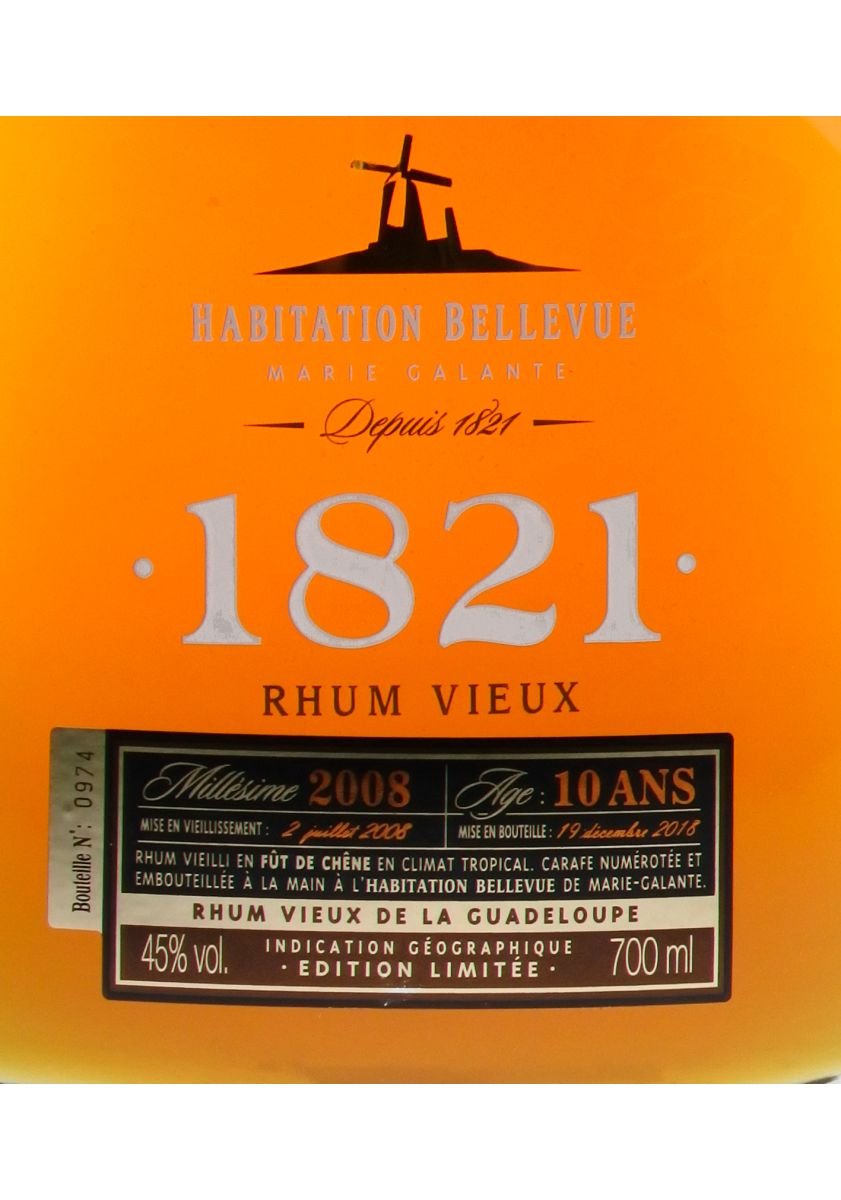 HABITATION BELLEVUE
MARIE GALANTE
Depuis 1821
· 1821 ·
RHUM VIEUX
Bouteille N°: 0974
Millésime 2008
MISE EN VIEILLISSEMENT : 2 juillet 2008
Age : 10 ANS
MISE EN BOUTEILLE : 19 décembre 2018
RHUM VIEILLI EN FÛT DE CHÊNE EN CLIMAT TROPICAL. CARAFE NUMÉROTÉE ET
EMBOUTEILLÉE À LA MAIN À L'HABITATION BELLEVUE DE MARIE-GALANTE.
RHUM VIEUX DE LA GUADELOUPE
45% vol.
INDICATION GÉOGRAPHIQUE
· EDITION LIMITÉE ·
700 ml